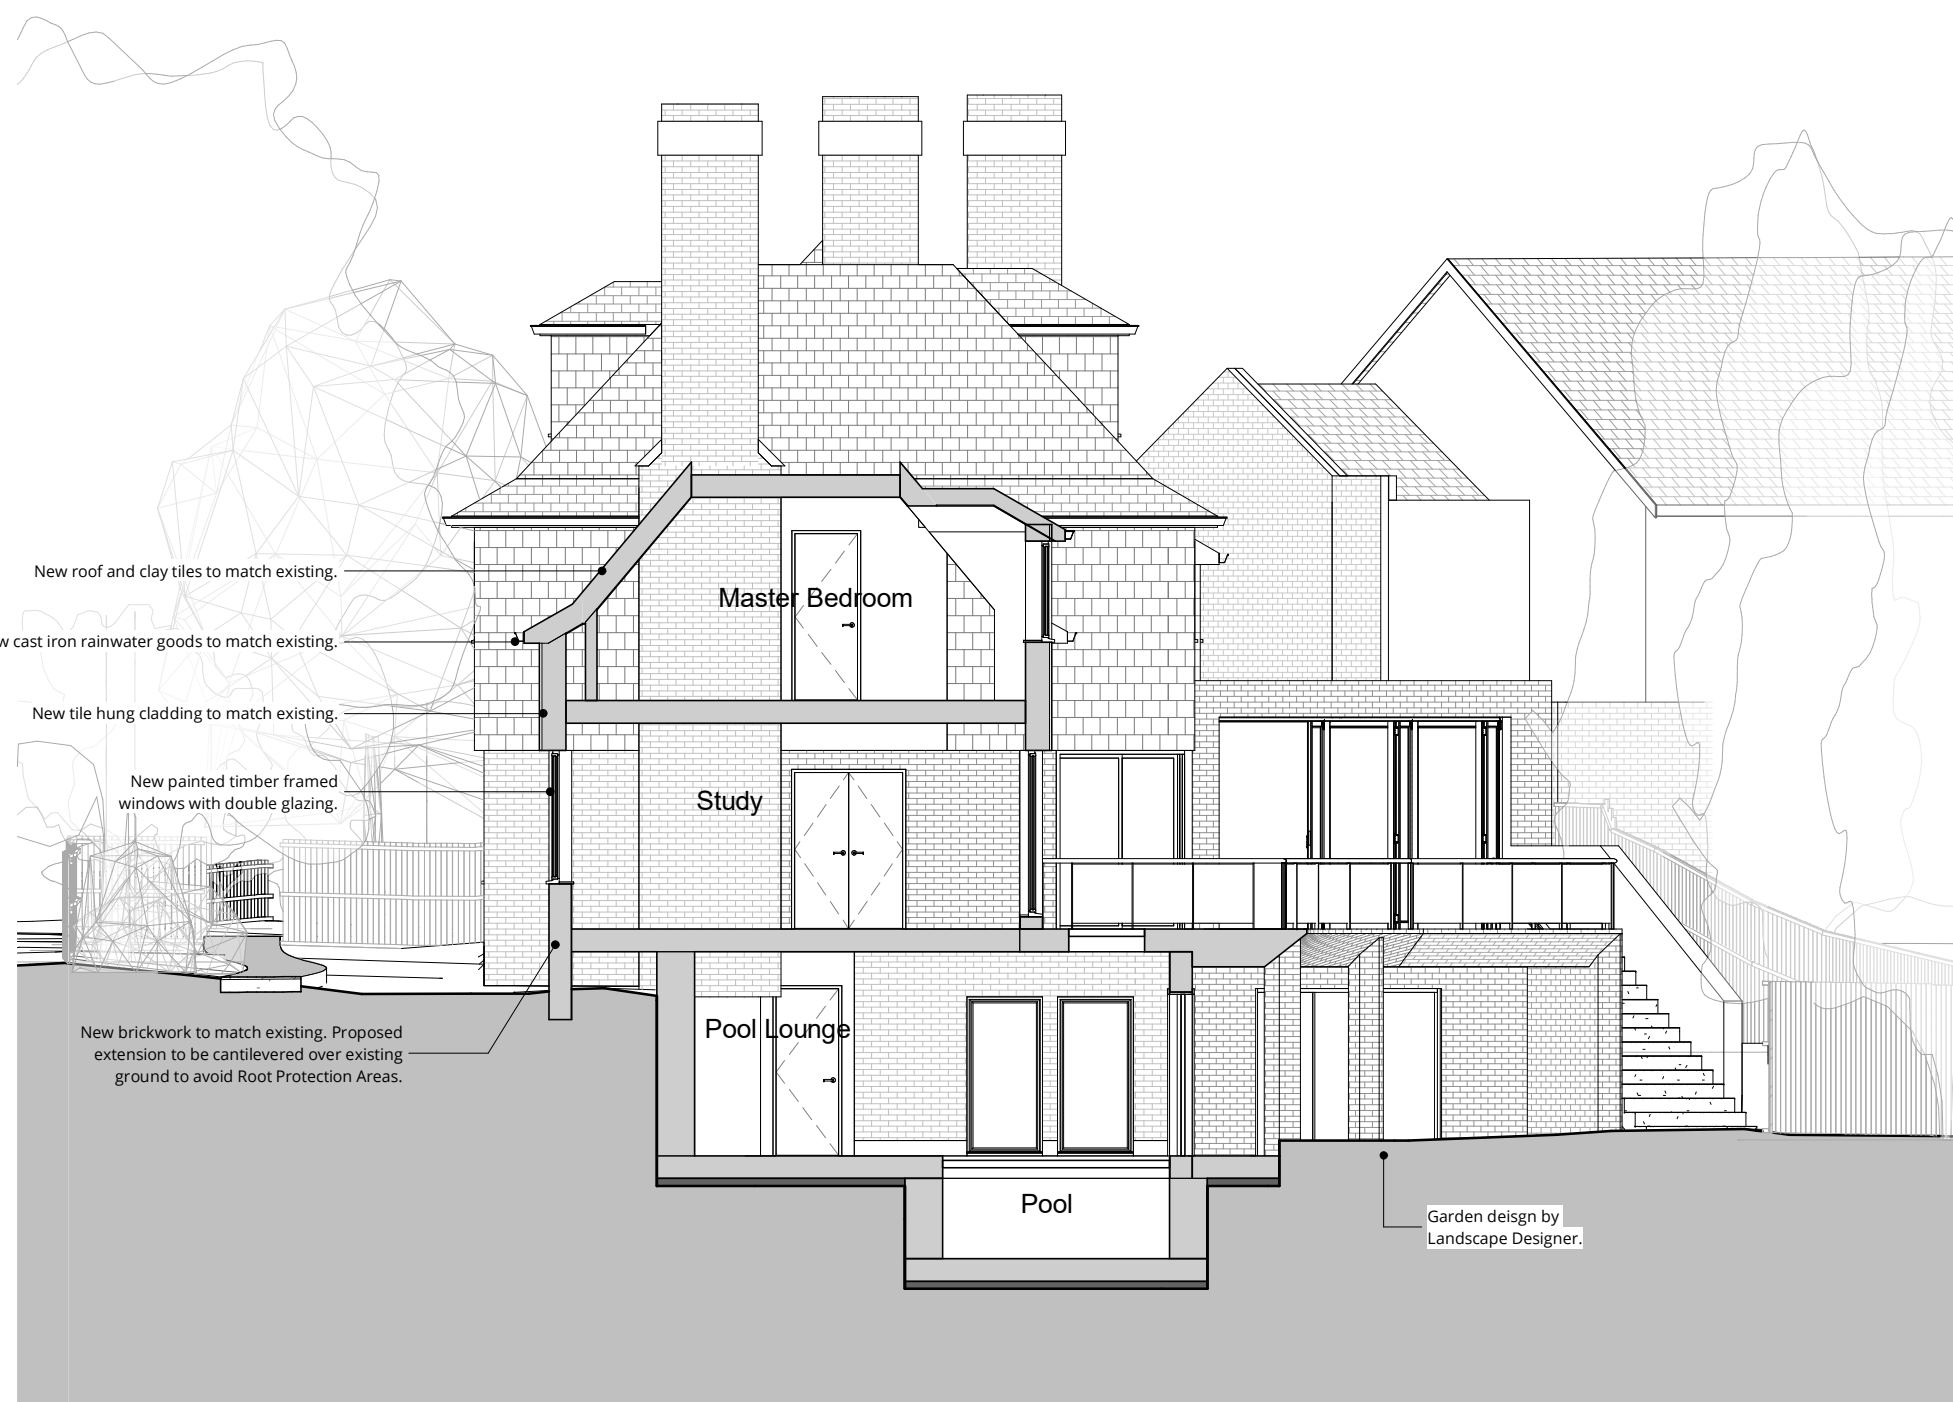 New roof and clay tiles to match existing.
Master Bedroom
cast iron rainwater goods to match existing.
New tile hung cladding to match existing.
New painted timber framed
windows with double glazing.
Study
New brickwork to match existing. Proposed
extension to be cantilevered over existing
ground to avoid Root Protection Areas.
Pool Lounge
Pool
Garden deisgn by
Landscape Designer.